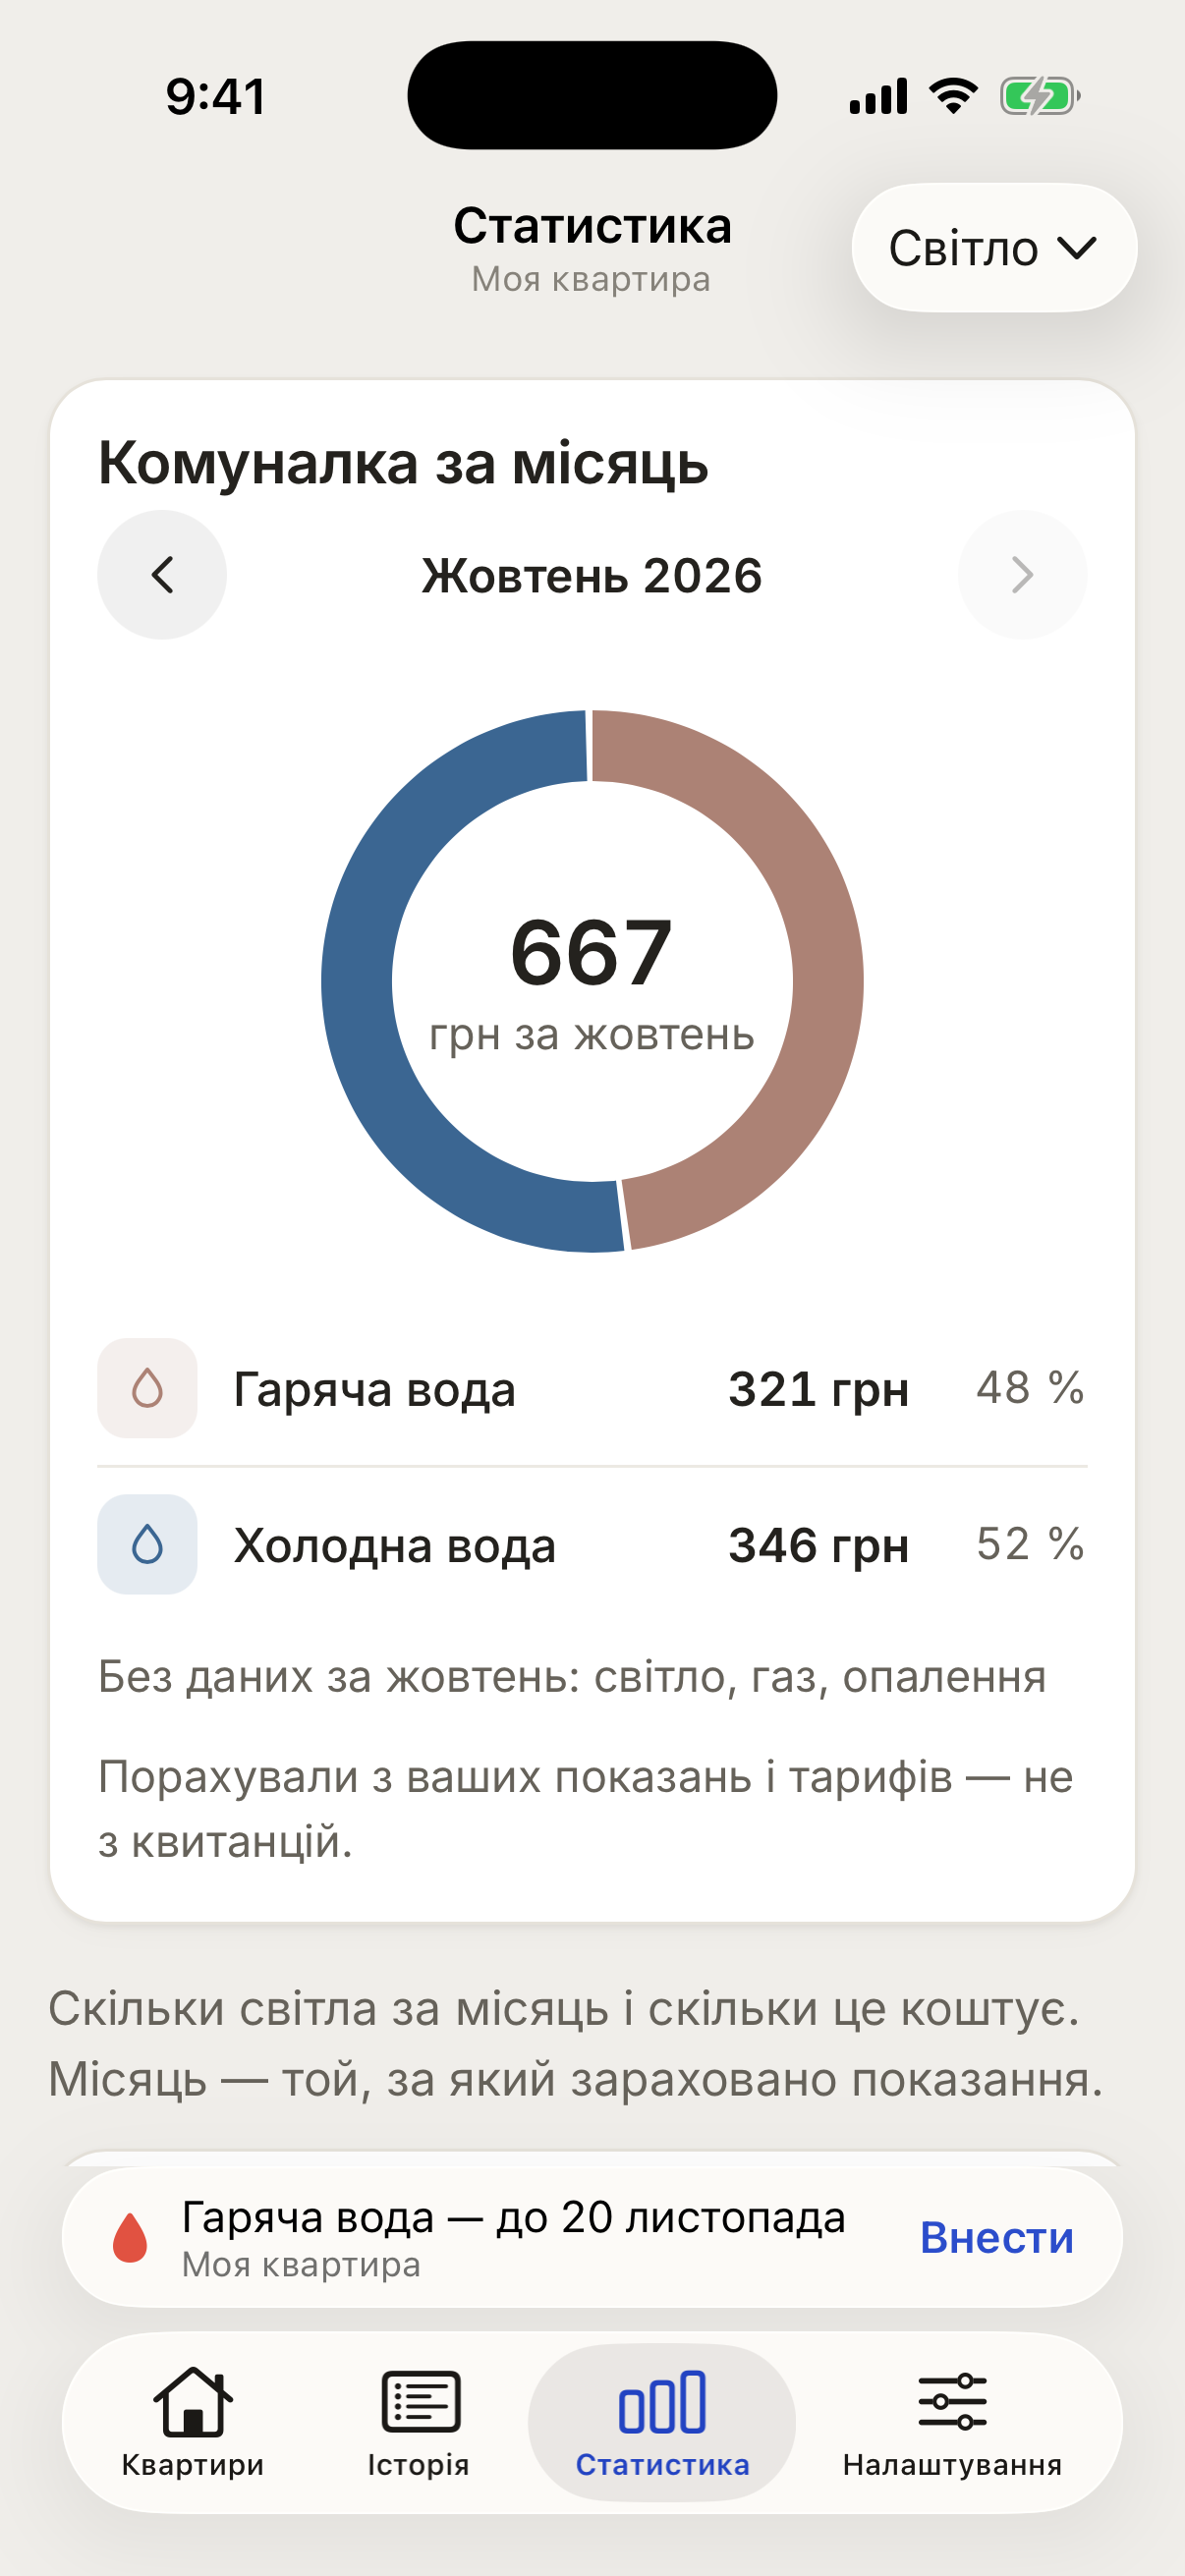 9:41
Статистика
Моя квартира
Світло
Комуналка за місяць
Жовтень 2026
667
грн за жовтень
Гаряча вода 321 грн 48 %
Холодна вода 346 грн 52 %
Без даних за жовтень: світло, газ, опалення
Порахували з ваших показань і тарифів — не
з квитанцій.
Скільки світла за місяць і скільки це коштує.
Місяць — той, за який зараховано показання.
Гаряча вода — до 20 листопада
Моя квартира
Внести
Квартири
Історія
Статистика
Налаштування